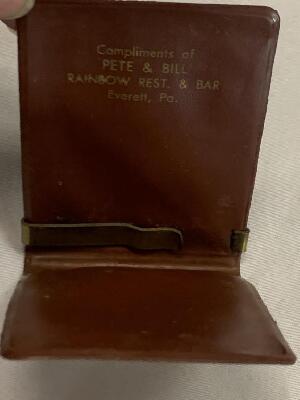 Compliments of
PETE & BILL
RAINBOW REST. & BAR
Everett, Pa.